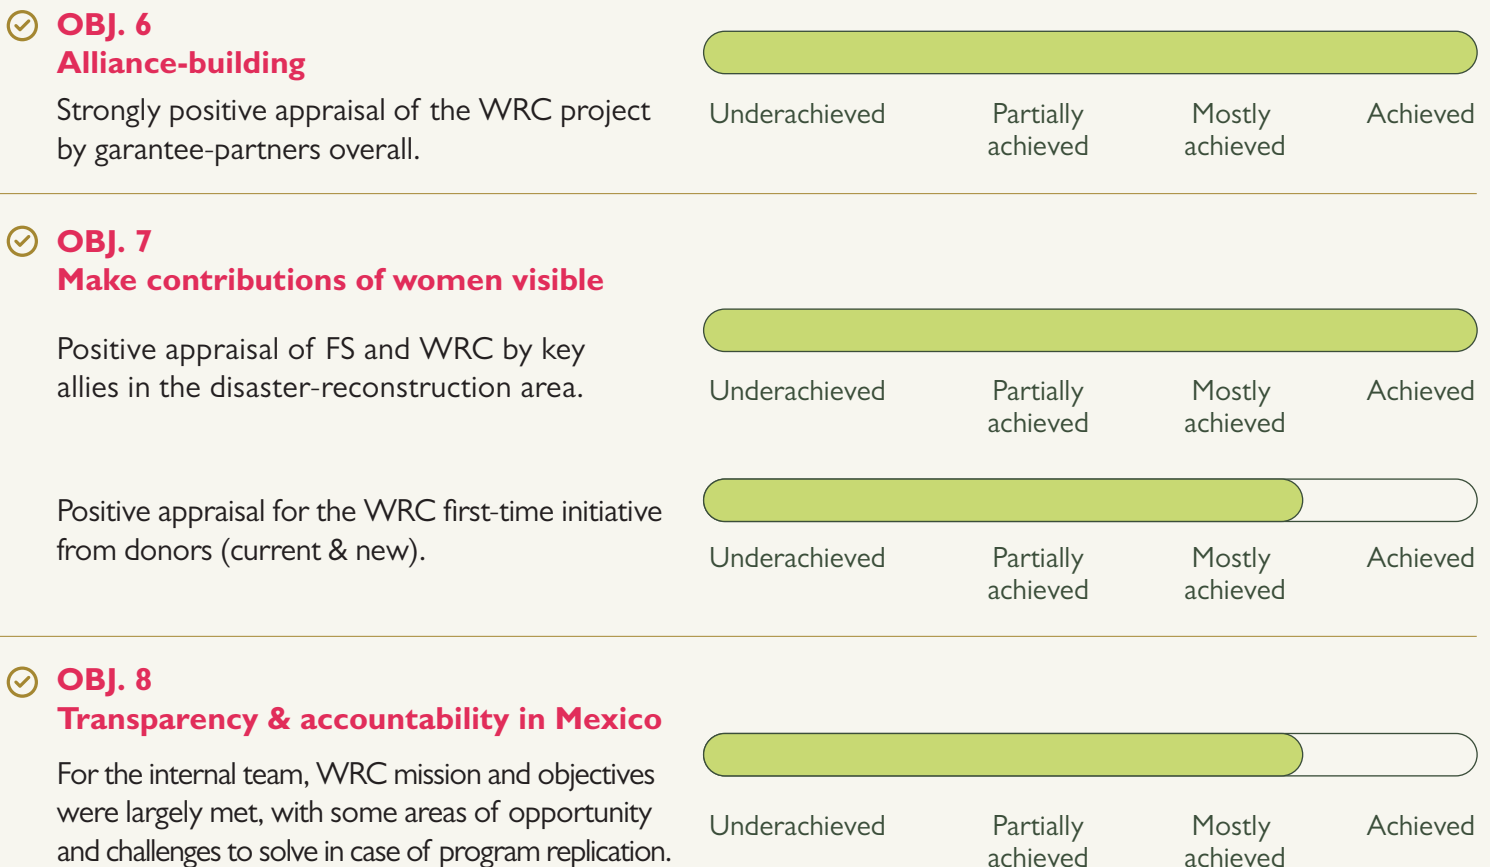 OBJ. 6
Alliance-building
Strongly positive appraisal of the WRC project
by garantee-partners overall.
Underachieved
Partially
achieved
Mostly
achieved
Achieved
OBJ. 7
Make contributions of women visible
Positive appraisal of FS and WRC by key
allies in the disaster-reconstruction area.
Underachieved
Partially
achieved
Mostly
achieved
Achieved
Positive appraisal for the WRC first-time initiative
from donors (current & new).
Underachieved
Partially
achieved
Mostly
achieved
Achieved
OBJ. 8
Transparency & accountability in Mexico
For the internal team, WRC mission and objectives
were largely met, with some areas of opportunity
and challenges to solve in case of program replication.
Underachieved
Partially
achieved
Mostly
achieved
Achieved